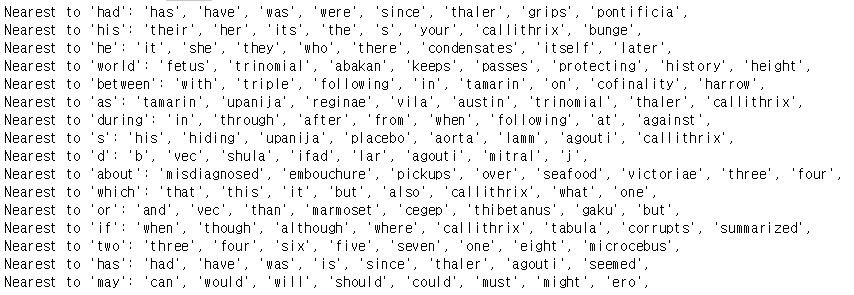 Nearest to 'had': 'has', 'have', 'was', 'were', 'since', 'thaler', 'grips', 'pontificia',
Nearest to 'his': 'their', 'her', 'its', 'the', 's', 'your', 'callithrix', 'bunge',
Nearest to 'he': 'it', 'she', 'they', 'who', 'there', 'condensates', 'itself', 'later',
Nearest to 'world': 'fetus', 'trinomial', 'abakan', 'keeps', 'passes', 'protecting', 'history', 'height',
Nearest to 'between': 'with', 'triple', 'following', 'in', 'tamarin', 'on', 'cofinality', 'harrow',
Nearest to 'as': 'tamarin', 'upanija', 'reginae', 'vila', 'austin', 'trinomial', 'thaler', 'callithrix',
Nearest to 'during': 'in', 'through', 'after', 'from', 'when', 'following', 'at', 'against',
Nearest to 's': 'his', 'hiding', 'upanija', 'placebo', 'aorta', 'lamm', 'agouti', 'callithrix',
Nearest to 'd': 'b', 'vec', 'shula', 'ifad', 'lar', 'agouti', 'mitral', 'j',
Nearest to 'about': 'misdiagnosed', 'embouchure', 'pickups', 'over', 'seafood', 'victoriae', 'three', 'four',
Nearest to 'which': 'that', 'this', 'it', 'but', 'also', 'callithrix', 'what', 'one',
Nearest to 'or': 'and', 'vec', 'than', 'marmoset', 'cegep', 'thibetanus', 'gaku', 'but',
Nearest to 'if': 'when', 'though', 'although', 'where', 'callithrix', 'tabula', 'corrupts', 'summarized',
Nearest to 'two': 'three', 'four', 'six', 'five', 'seven', 'one', 'eight', 'microcebus',
Nearest to 'has': 'had', 'have', 'was', 'is', 'since', 'thaler', 'agouti', 'seemed',
Nearest to 'may': 'can', 'would', 'will', 'should', 'could', 'must', 'might', 'ero',